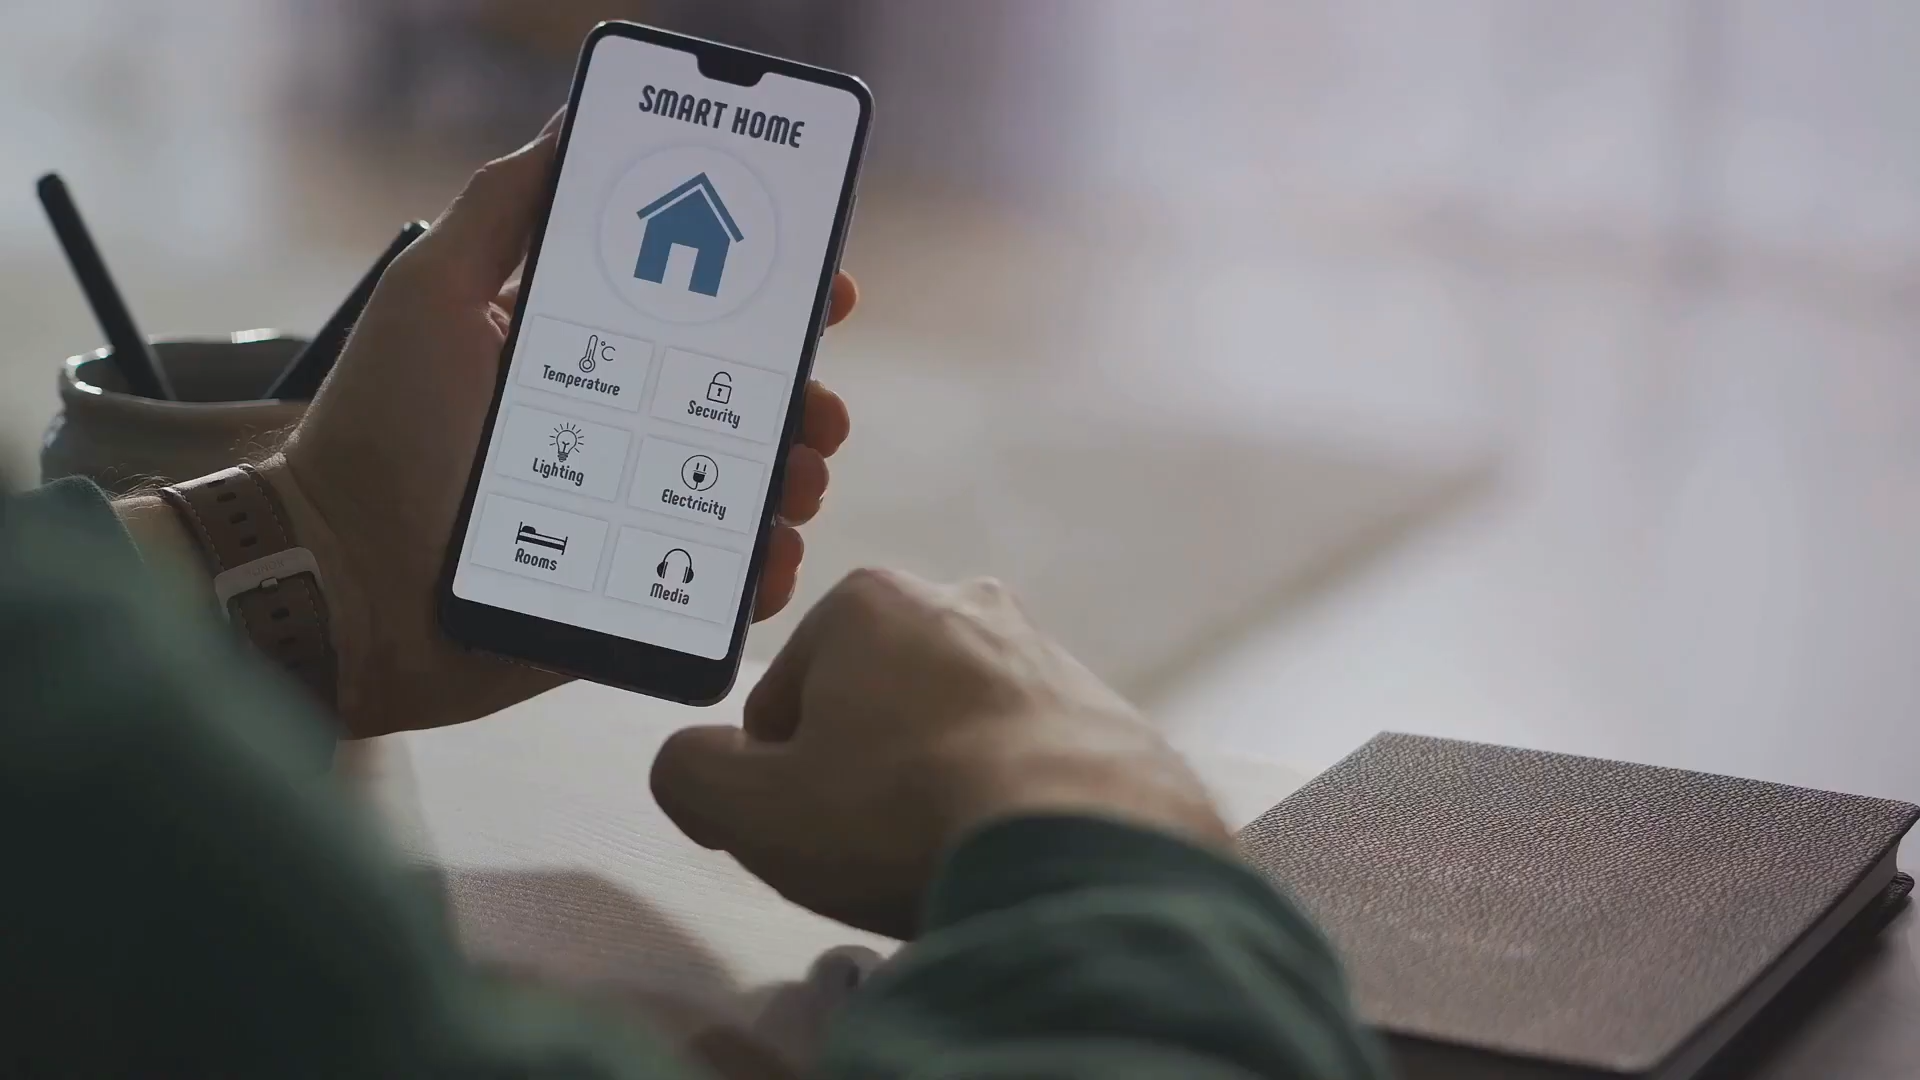 SMART HOME
°C
Temperature
Security
Lighting
Electricity
Rooms
Media